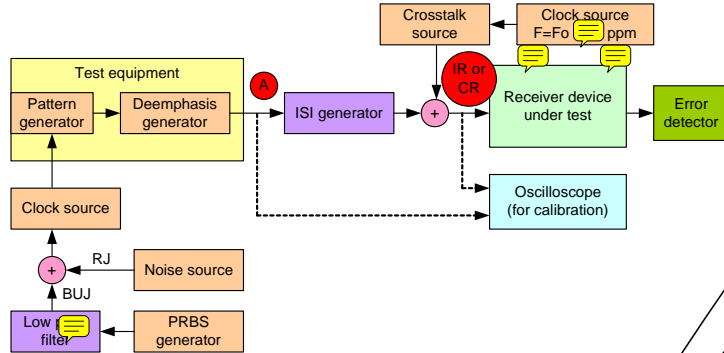 Crosstalk
source
Clock source
F=Fo ppm
Test equipment
Pattern
generator
Deemphasis
generator
A
ISI generator
+
IR or
CR
Receiver device
under test
Error
detector
Clock source
Oscilloscope
(for calibration)
+
RJ
Noise source
BUJ
Low
filter
PRBS
generator